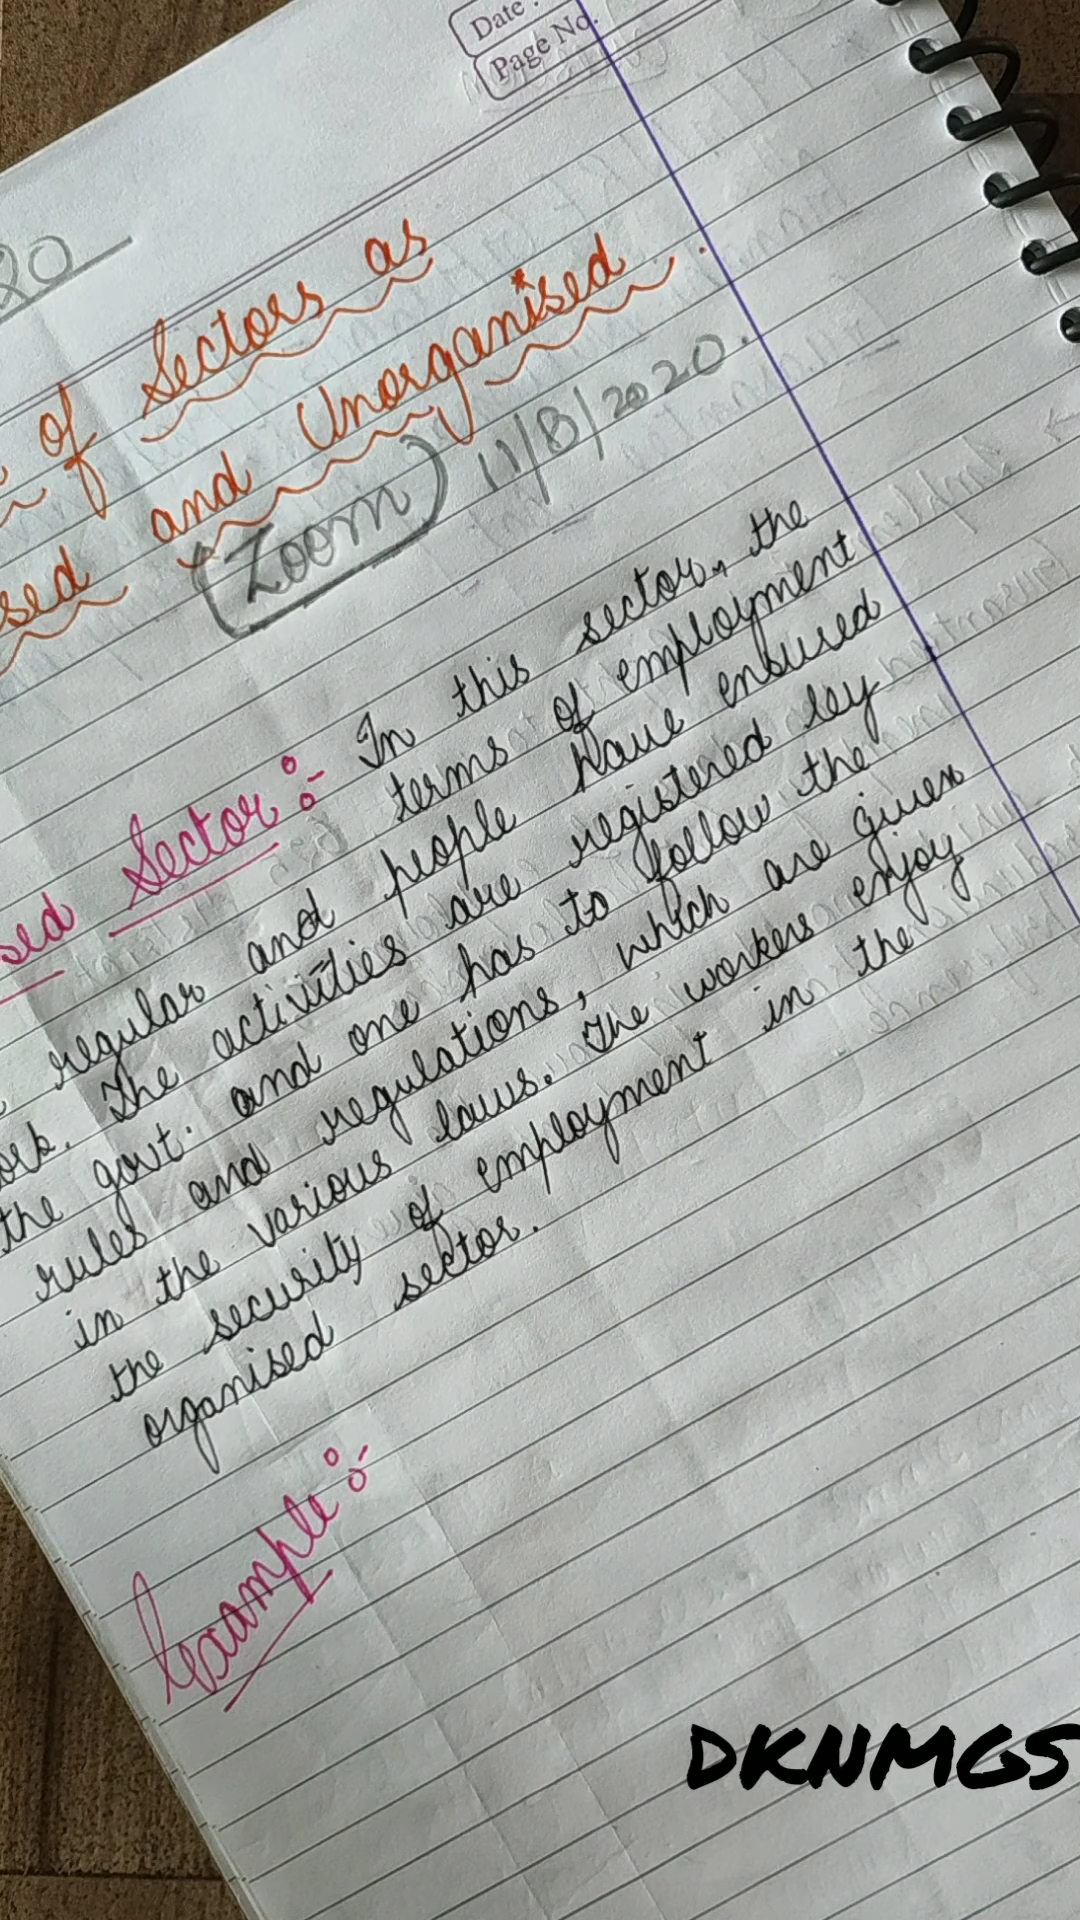 Date :
Page No.
20
of Sectors as
sed and Unorganised.
(Zoom) 11/8/2020.
sed Sector :- In this sector, the
terms of employment
regular and people have ensured
work. The activities are registered by
the govt. and one has to follow the
rules and regulations, which are given
in the various laws. The workers enjoy
the security of employment in the
organised sector.
Example :-
DKNMGS